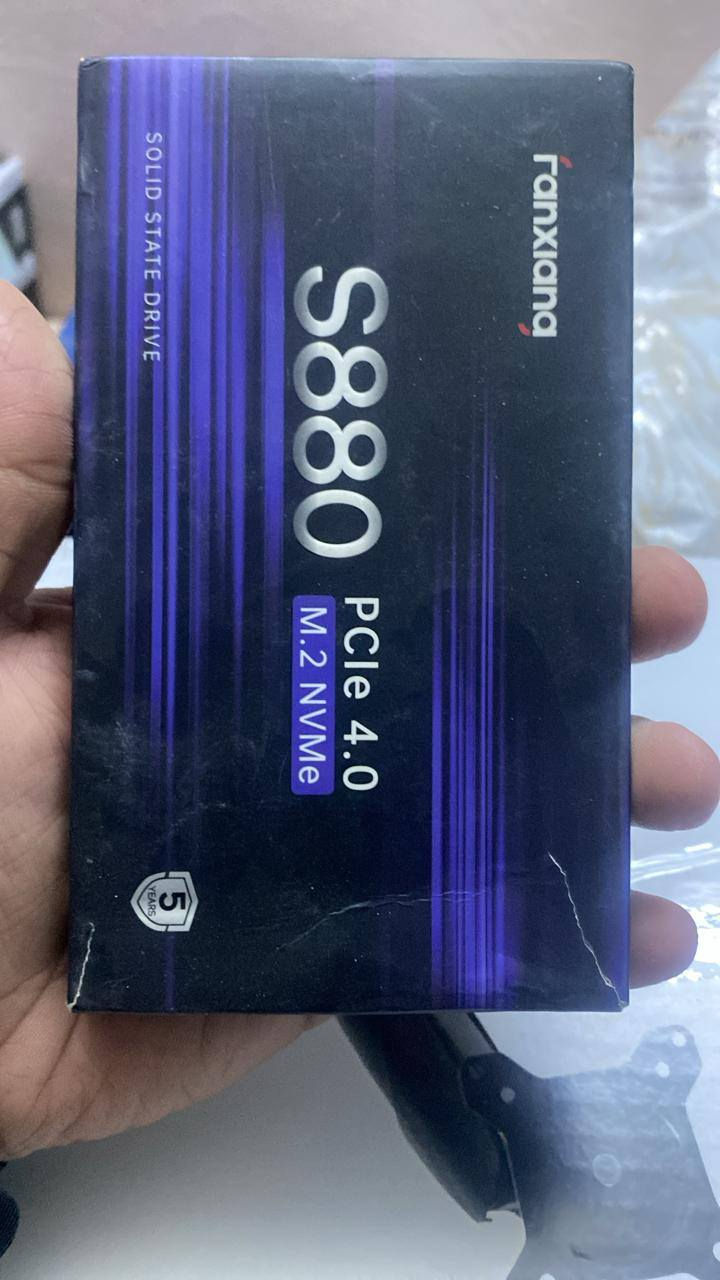 fanxiang
S880
PCIe 4.0
M.2 NVMe
SOLID STATE DRIVE
5
YEARS